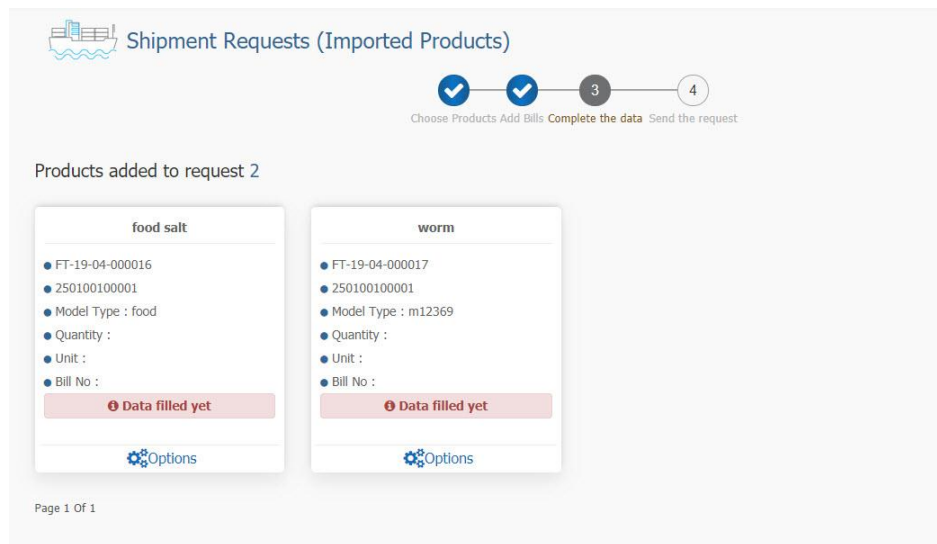 Shipment Requests (Imported Products)
3
4
Choose Products Add Bills Complete the data Send the request
Products added to request 2
food salt
FT-19-04-000016
250100100001
Model Type : food
Quantity :
Unit :
Bill No :
Data filled yet
Options
worm
FT-19-04-000017
250100100001
Model Type : m12369
Quantity :
Unit :
Bill No :
Data filled yet
Options
Page 1 Of 1